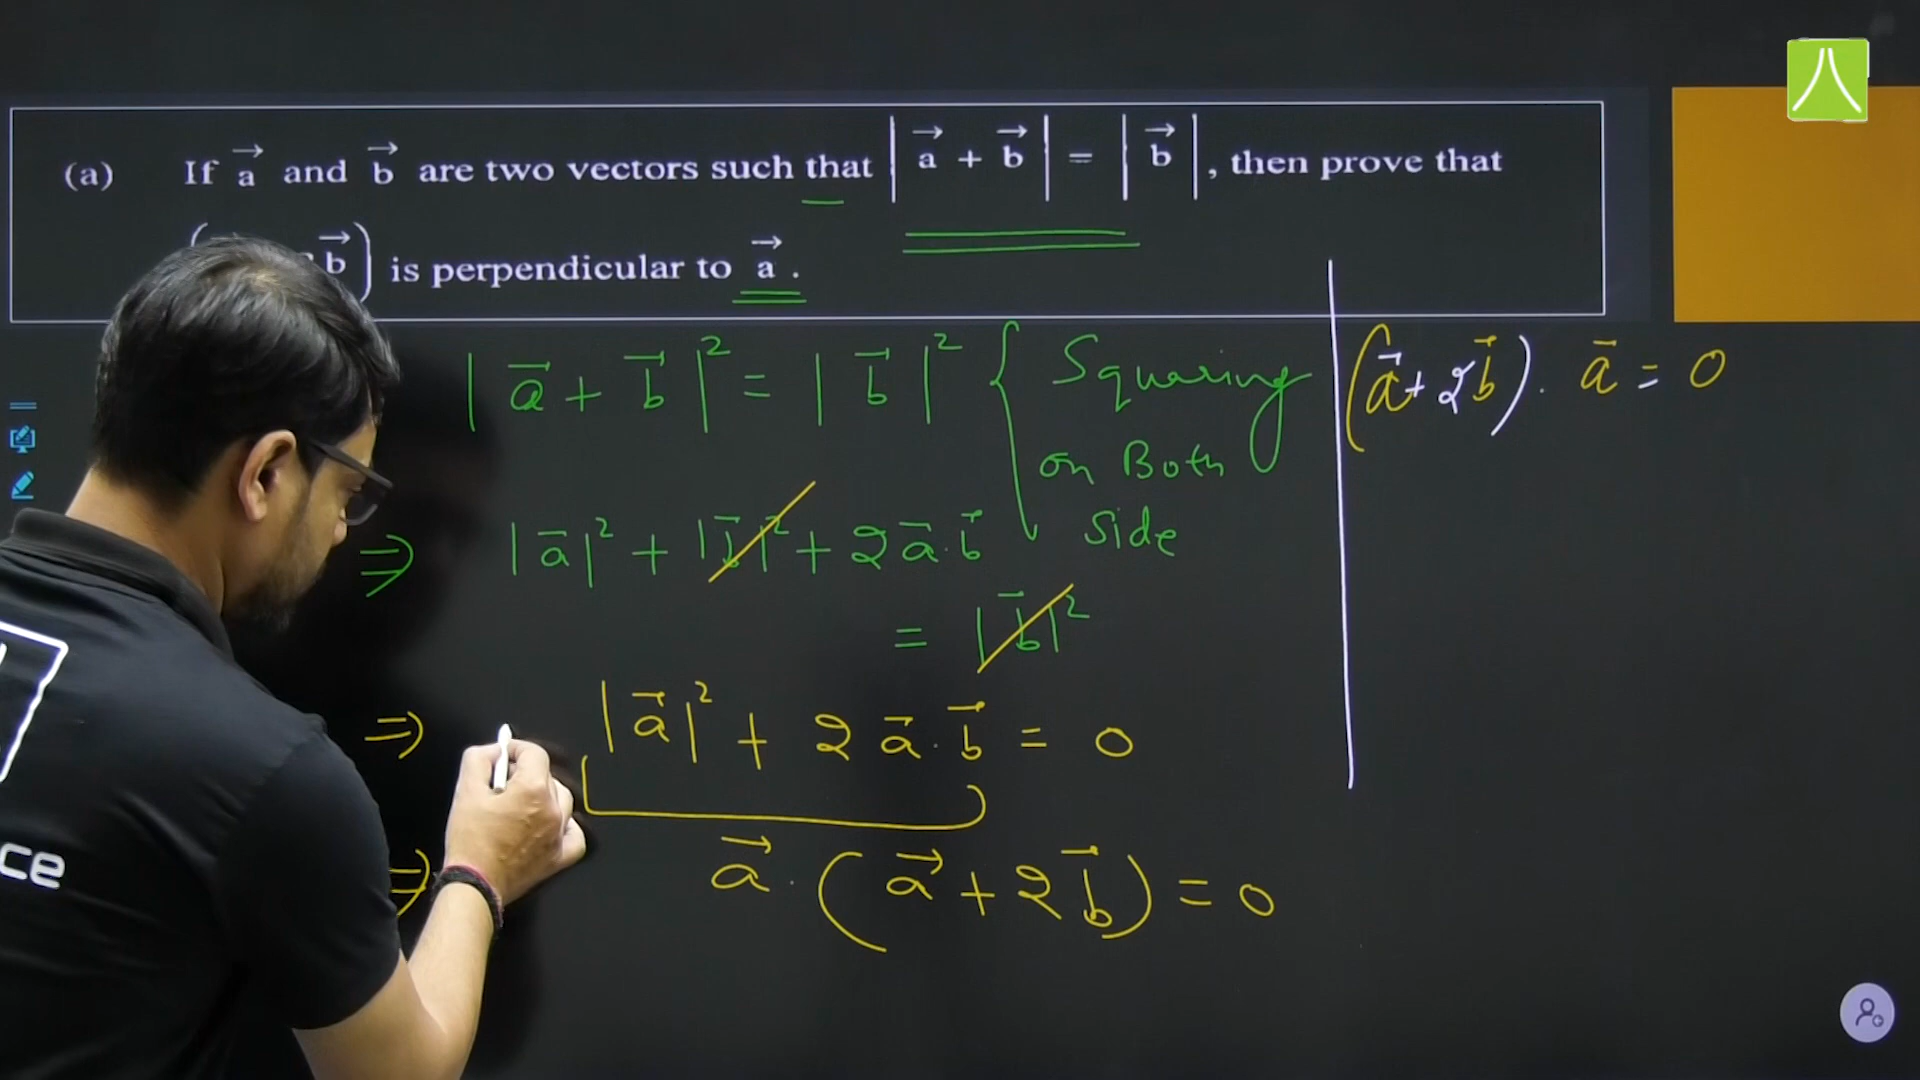 (a) If a⃗ and b⃗ are two vectors such that |a⃗ + b⃗| = |b⃗|, then prove that
b⃗) is perpendicular to a⃗.
|a⃗ + b⃗|² = |b⃗|² { Squaring
on Both
Side
(a⃗ + 2b⃗). a⃗ = 0
⇒ |a⃗|² + |b⃗|² + 2a⃗.b⃗
= |b⃗|²
⇒ |a⃗|² + 2a⃗.b⃗ = 0
⇒ a⃗.(a⃗ + 2b⃗) = 0
ce